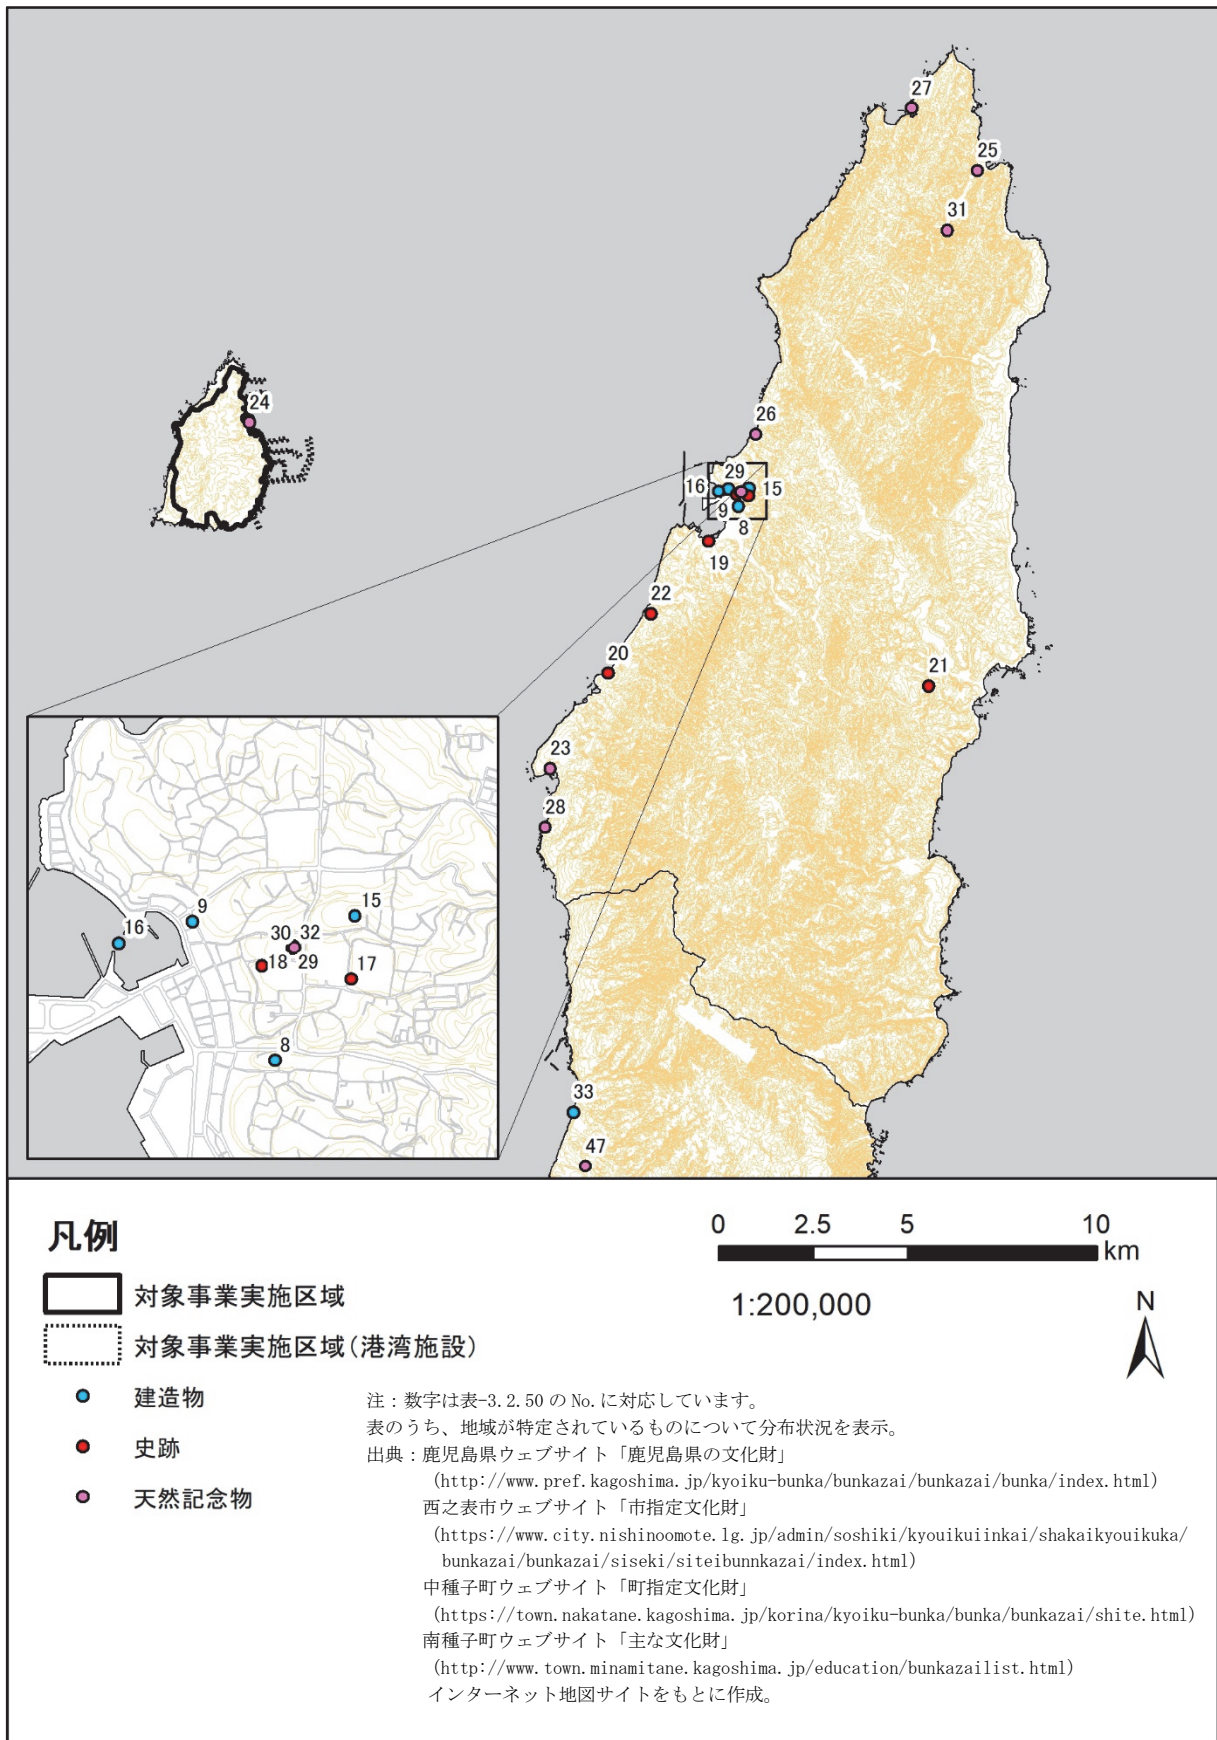 27
25
31
24
26
29
16
15
9
8
19
22
20
21
23
28
9
15
16
30
32
18
29
17
8
33
47
凡例
対象事業実施区域
対象事業実施区域(港湾施設)
建造物
史跡
天然記念物
0 2.5 5 10
km
1:200,000
N
注：数字は表-3.2.50 の No. に対応しています。
表のうち、地域が特定されているものについて分布状況を表示。
出典：鹿児島県ウェブサイト「鹿児島県の文化財」
(http://www.pref.kagoshima.jp/kyoiku-bunka/bunkazai/bunkazai/bunka/index.html)
西之表市ウェブサイト「市指定文化財」
(https://www.city.nishinoomote.lg.jp/admin/soshiki/kyouikuiinkai/shakaikyouikuka/
bunkazai/bunkazai/siseki/siteibunnkazai/index.html)
中種子町ウェブサイト「町指定文化財」
(https://town.nakatane.kagoshima.jp/korina/kyoiku-bunka/bunka/bunkazai/shite.html)
南種子町ウェブサイト「主な文化財」
(http://www.town.minamitane.kagoshima.jp/education/bunkazailist.html)
インターネット地図サイトをもとに作成。